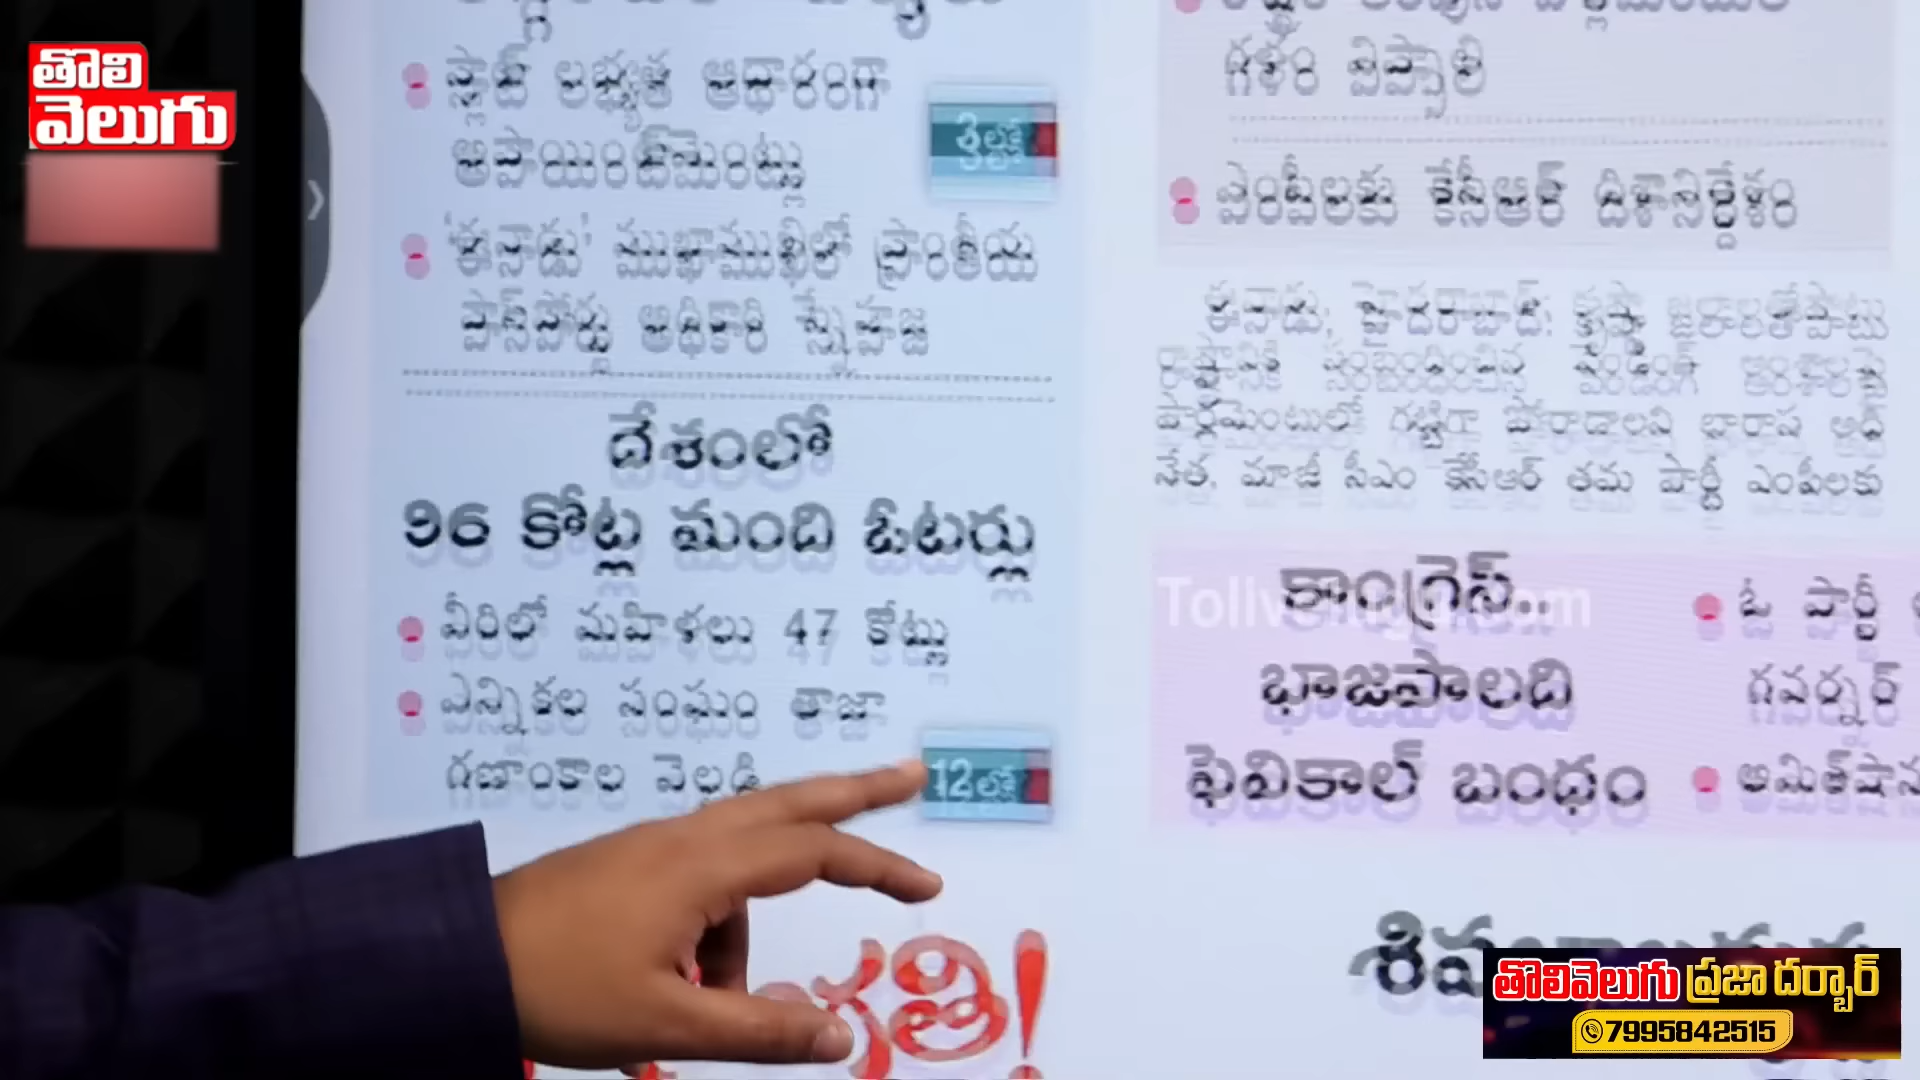 తొలి
వెలుగు
స్లాట్ లభ్యత ఆధారంగా
అపాయింట్‌మెంట్లు
3లో
'ఈనాడు' ముఖాముఖిలో ప్రాంతీయ
పాస్‌పోర్టు అధికారి స్నేహజ
దేశంలో
96 కోట్ల మంది ఓటర్లు
వీరిలో మహిళలు 47 కోట్లు
ఎన్నికల సంఘం తాజా
గణాంకాల వెల్లడి
12లో
గతి!
గళం విప్పాలి
ఎంపీలకు కేసీఆర్ దిశానిర్దేశం
ఈనాడు, హైదరాబాద్: కృష్ణా జలాలతోపాటు
రాష్ట్రానికి సంబంధించిన పెండింగ్ అంశాలపై
పార్లమెంటులో గట్టిగా పోరాడాలని భారాస అధి
నేత, మాజీ సీఎం కేసీఆర్ తమ పార్టీ ఎంపీలకు
కాంగ్రెస్..
భాజపాలది
ఫెవికాల్ బంధం
ఓ పార్టీ
గవర్నర్
అమిత్‌షాను
తొలివెలుగు ప్రజా దర్బార్
7995842515